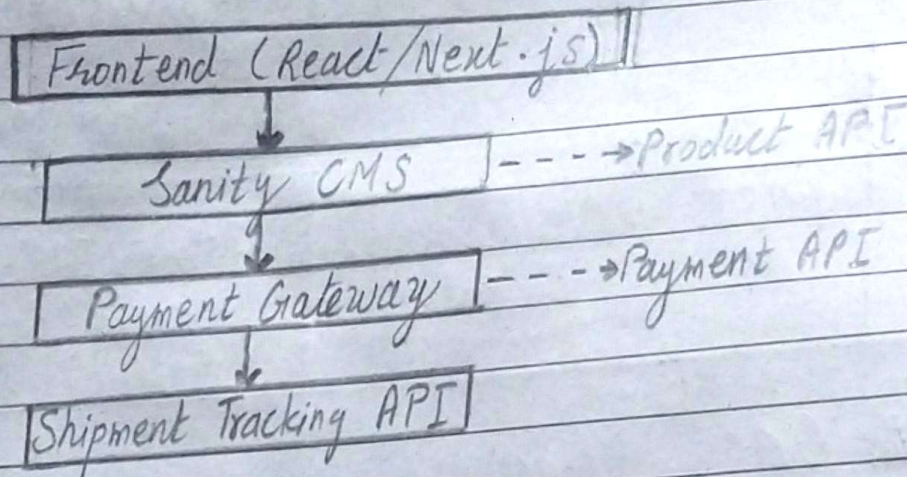 Frontend (React/Next.js)
Sanity CMS ----→Product API
Payment Gateway ----→Payment API
Shipment Tracking API